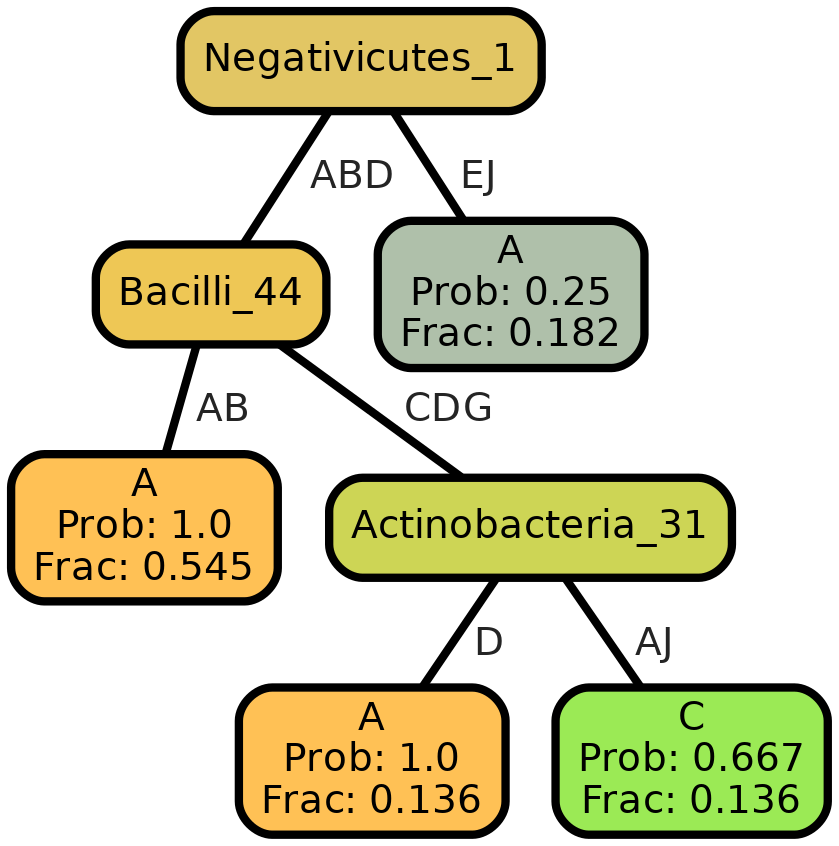 Negativicutes_1
ABD
EJ
A
Prob: 0.25
Frac: 0.182
Bacilli_44
AB
CDG
A
Prob: 1.0
Frac: 0.545
Actinobacteria_31
D
AJ
A
Prob: 1.0
Frac: 0.136
C
Prob: 0.667
Frac: 0.136